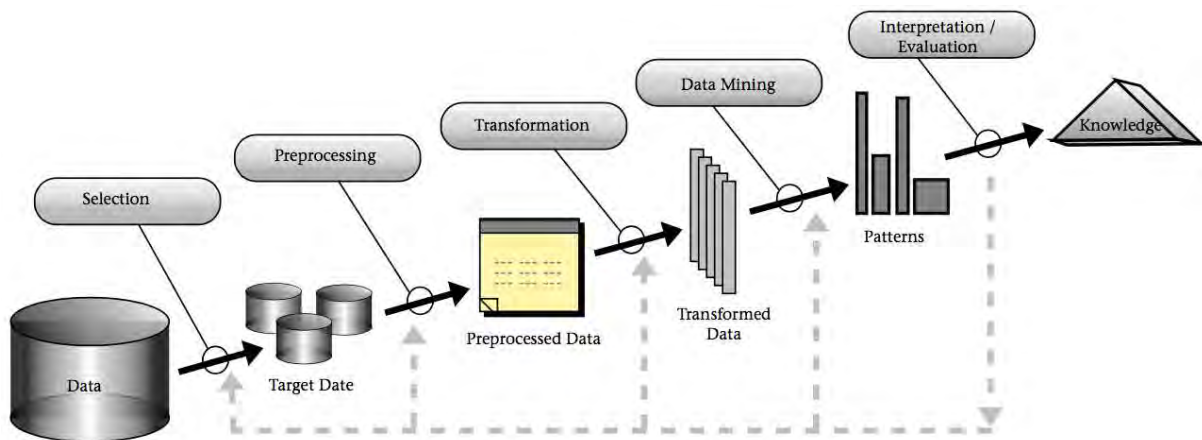 Interpretation /
Evaluation
Data Mining
Transformation
Preprocessing
Selection
Knowledge
Patterns
Transformed
Data
Preprocessed Data
Target Date
Data